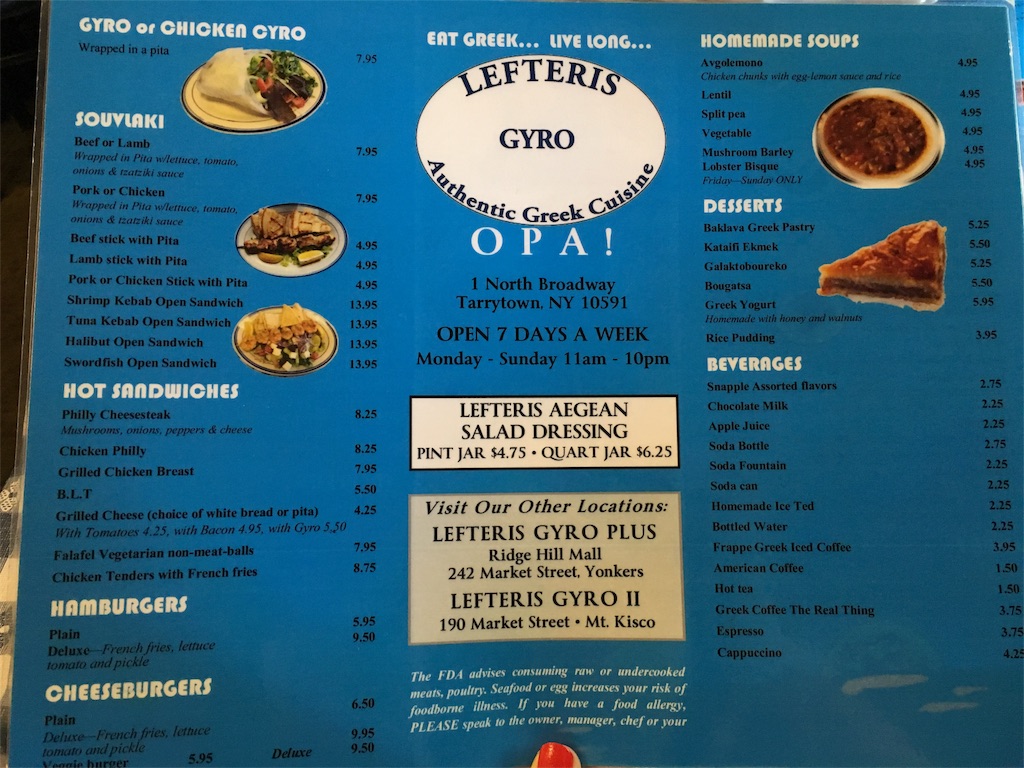 GYRO or CHICKEN GYRO
Wrapped in a pita 7.95
SOUVLAKI
Beef or Lamb 7.95
Wrapped in Pita w/lettuce, tomato,
onions & tzatziki sauce
Pork or Chicken 7.95
Wrapped in Pita w/lettuce, tomato,
onions & tzatziki sauce
Beef stick with Pita 4.95
Lamb stick with Pita 4.95
Pork or Chicken Stick with Pita 4.95
Shrimp Kebab Open Sandwich 13.95
Tuna Kebab Open Sandwich 13.95
Halibut Open Sandwich 13.95
Swordfish Open Sandwich 13.95
HOT SANDWICHES
Philly Cheesesteak 8.25
Mushrooms, onions, peppers & cheese
Chicken Philly 8.25
Grilled Chicken Breast 7.95
B.L.T 5.50
Grilled Cheese (choice of white bread or pita) 4.25
With Tomatoes 4.25, with Bacon 4.95, with Gyro 5.50
Falafel Vegetarian non-meat-balls 7.95
Chicken Tenders with French fries 8.75
HAMBURGERS
Plain 5.95
Deluxe—French fries, lettuce 9.50
tomato and pickle
CHEESEBURGERS
Plain 6.50
Deluxe—French fries, lettuce 9.95
tomato and pickle
Veggie burger 5.95 Deluxe 9.50
EAT GREEK... LIVE LONG...
LEFTERIS
GYRO
Authentic Greek Cuisine
OPA!
1 North Broadway
Tarrytown, NY 10591
OPEN 7 DAYS A WEEK
Monday - Sunday 11am - 10pm
LEFTERIS AEGEAN
SALAD DRESSING
PINT JAR $4.75 • QUART JAR $6.25
Visit Our Other Locations:
LEFTERIS GYRO PLUS
Ridge Hill Mall
242 Market Street, Yonkers
LEFTERIS GYRO II
190 Market Street • Mt. Kisco
The FDA advises consuming raw or undercooked
meats, poultry. Seafood or egg increases your risk of
foodborne illness. If you have a food allergy,
PLEASE speak to the owner, manager, chef or your
HOMEMADE SOUPS
Avgolemono 4.95
Chicken chunks with egg-lemon sauce and rice
Lentil 4.95
Split pea 4.95
Vegetable 4.95
Mushroom Barley 4.95
Lobster Bisque 4.95
Friday—Sunday ONLY
DESSERTS
Baklava Greek Pastry 5.25
Kataifi Ekmek 5.50
Galaktoboureko 5.25
Bougatsa 5.50
Greek Yogurt 5.95
Homemade with honey and walnuts
Rice Pudding 3.95
BEVERAGES
Snapple Assorted flavors 2.75
Chocolate Milk 2.25
Apple Juice 2.25
Soda Bottle 2.75
Soda Fountain 2.25
Soda can 2.25
Homemade Ice Ted 2.25
Bottled Water 2.25
Frappe Greek Iced Coffee 3.95
American Coffee 1.50
Hot tea 1.50
Greek Coffee The Real Thing 3.75
Espresso 3.75
Cappuccino 4.25